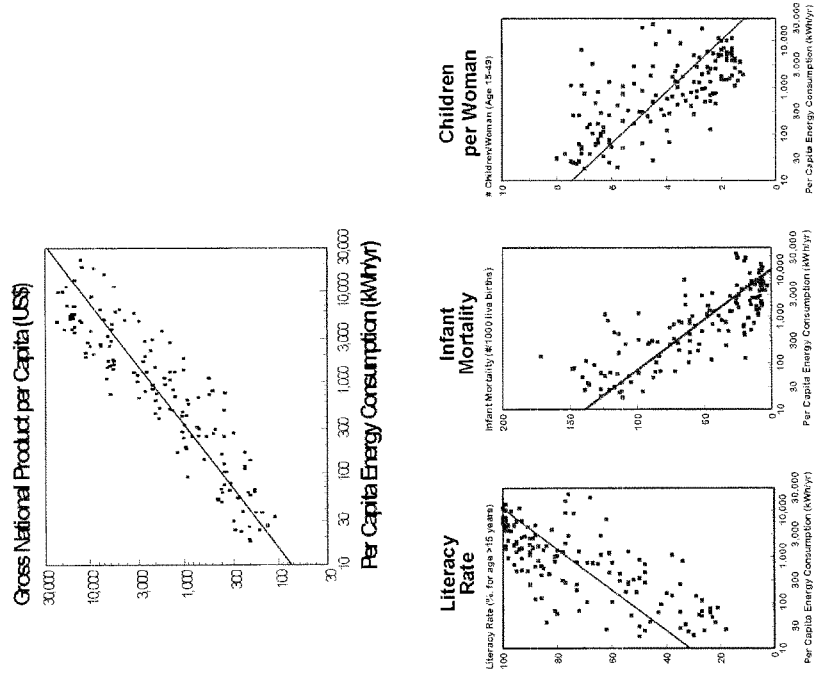 Gross National Product per Capita (US$)
30,000
10,000
3,000
1,000
300
100
30
10 30 100 300 1,000 3,000 10,000 30,000
Per Capita Energy Consumption (kWh/yr)
Literacy
Rate
Literacy Rate (% for age >15 years)
100
80
60
40
20
10 30 100 300 1,000 3,000 10,000 30,000
Per Capita Energy Consumption (kWh/yr)
Infant
Mortality
Infant Mortality (#/1000 live births)
200
150
100
50
0
10 30 100 300 1,000 3,000 10,000 30,000
Per Capita Energy Consumption (kWh/yr)
Children
per Woman
# Children/Woman (Age 15-49)
10
8
6
4
2
0
10 30 100 300 1,000 3,000 10,000 30,000
Per Capita Energy Consumption (kWh/yr)